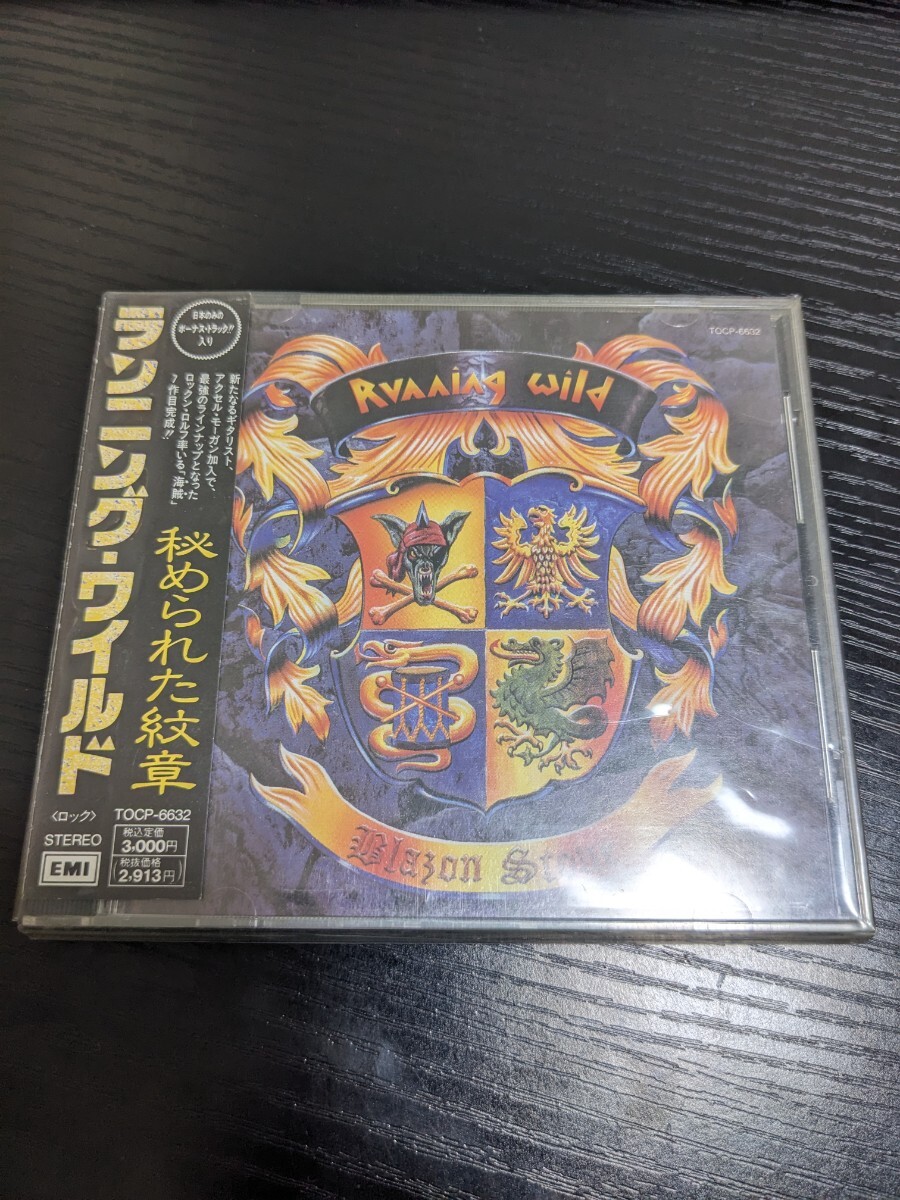 ランニング・ワイルド
日本のみの
ボーナス・トラック!!
入り
新たなるギタリスト、
アクセル・モーガン加入で、
最強のラインナップとなった
ロックン・ロルフ率いる「海賊」
7作目完成!!
秘められた紋章
〈ロック〉 TOCP-6632
STEREO
EMI
税込定価
3,000円
税抜価格
2,913円
TOCP-6632
Running Wild
Blazon